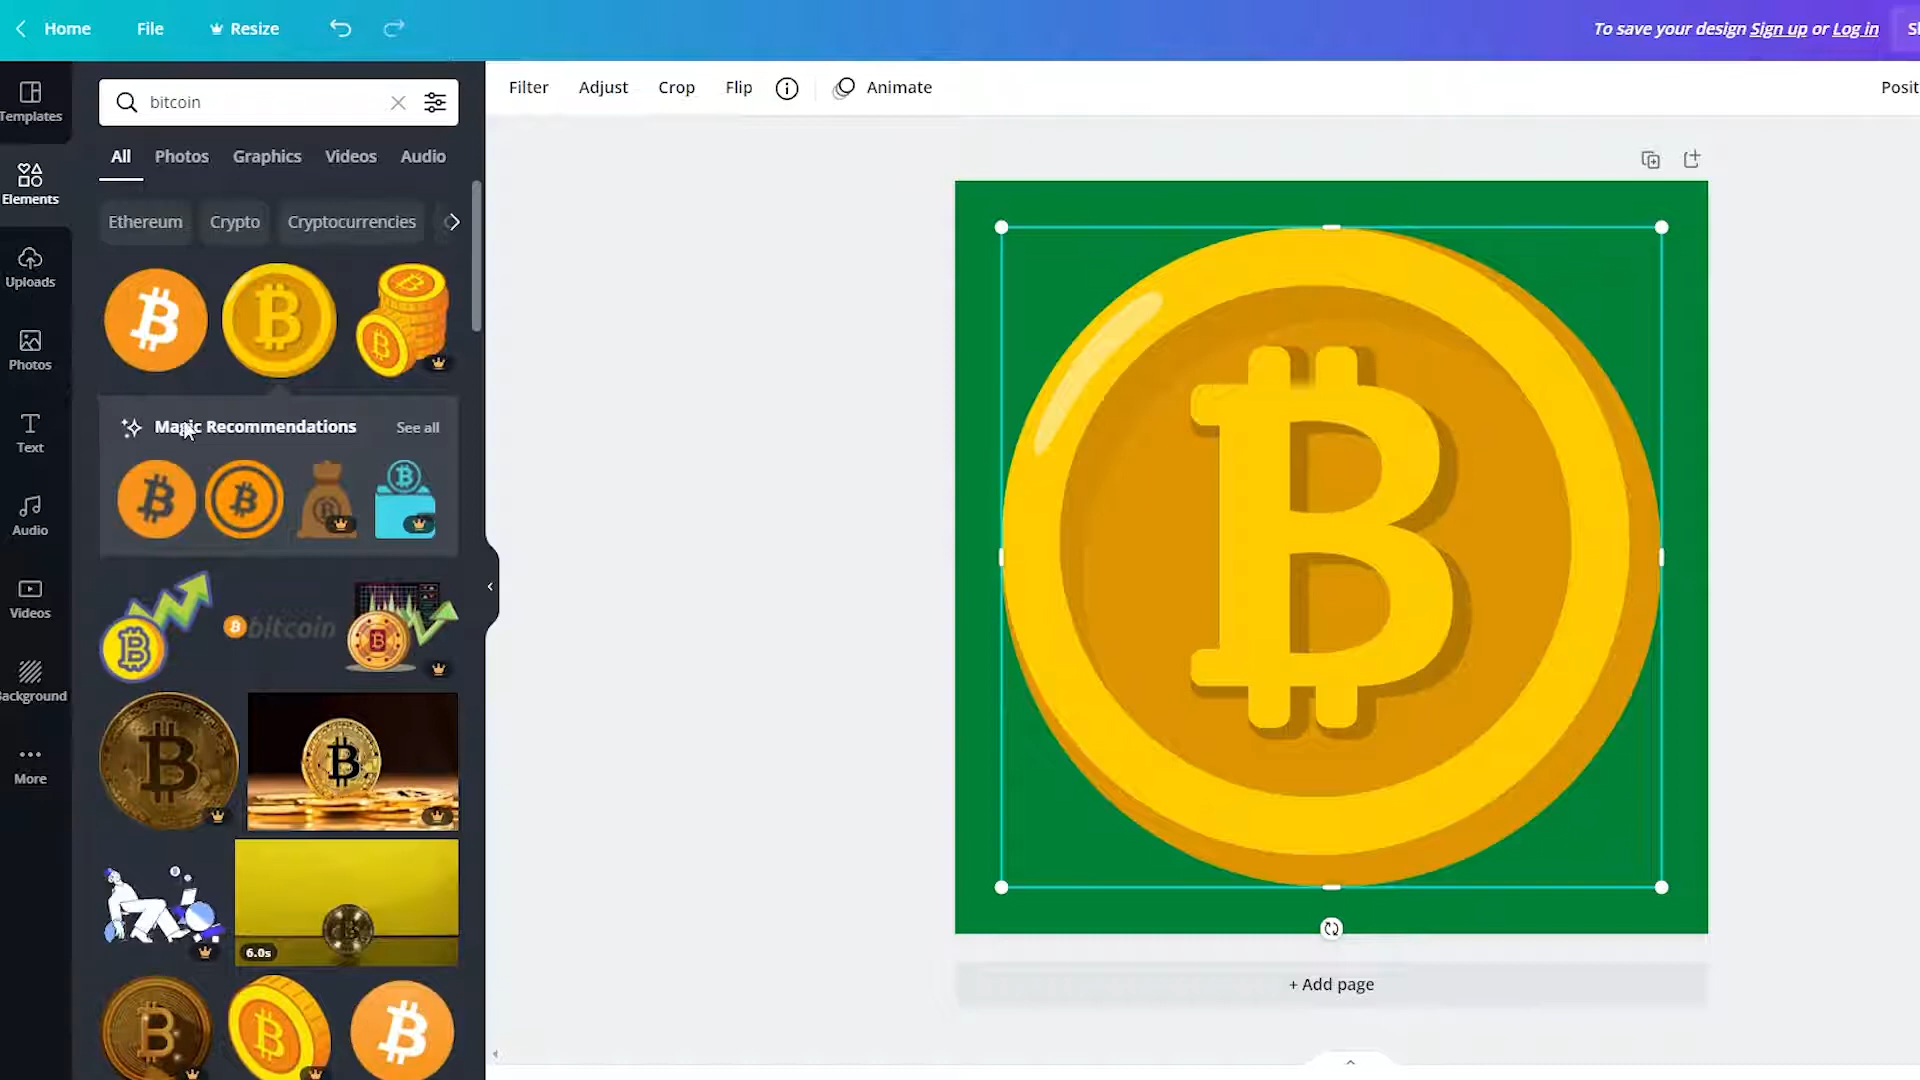 Home File Resize To save your design Sign up or Log in
bitcoin
Filter Adjust Crop Flip Animate
Templates
All Photos Graphics Videos Audio
Elements
Ethereum Crypto Cryptocurrencies
Uploads
Photos
Magic Recommendations See all
Text
Audio
Videos
bitcoin
Background
More
6.0s
+ Add page